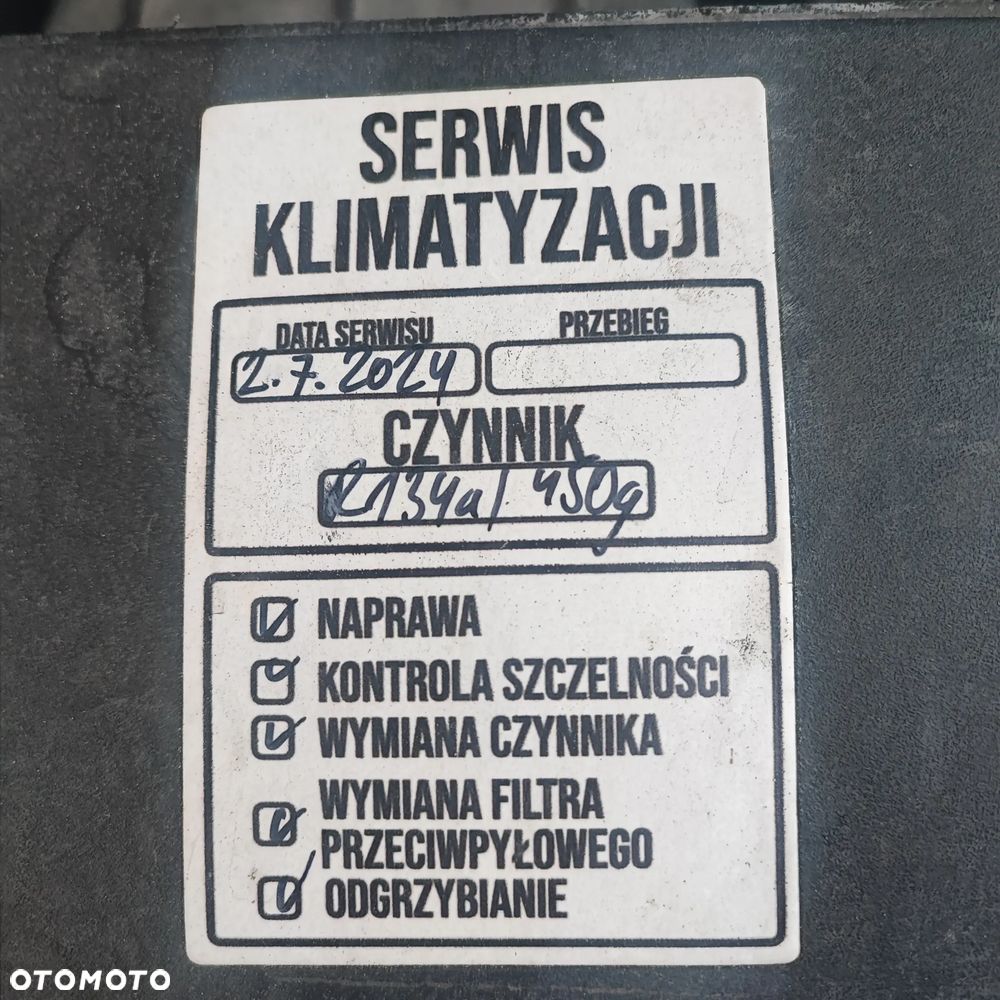 SERWIS
KLIMATYZACJI
DATA SERWISU PRZEBIEG
2.7.2024
CZYNNIK
R134a/ 450g
NAPRAWA
KONTROLA SZCZELNOŚCI
WYMIANA CZYNNIKA
WYMIANA FILTRA
PRZECIWPYŁOWEGO
ODGRZYBIANIE
OTOMOTO